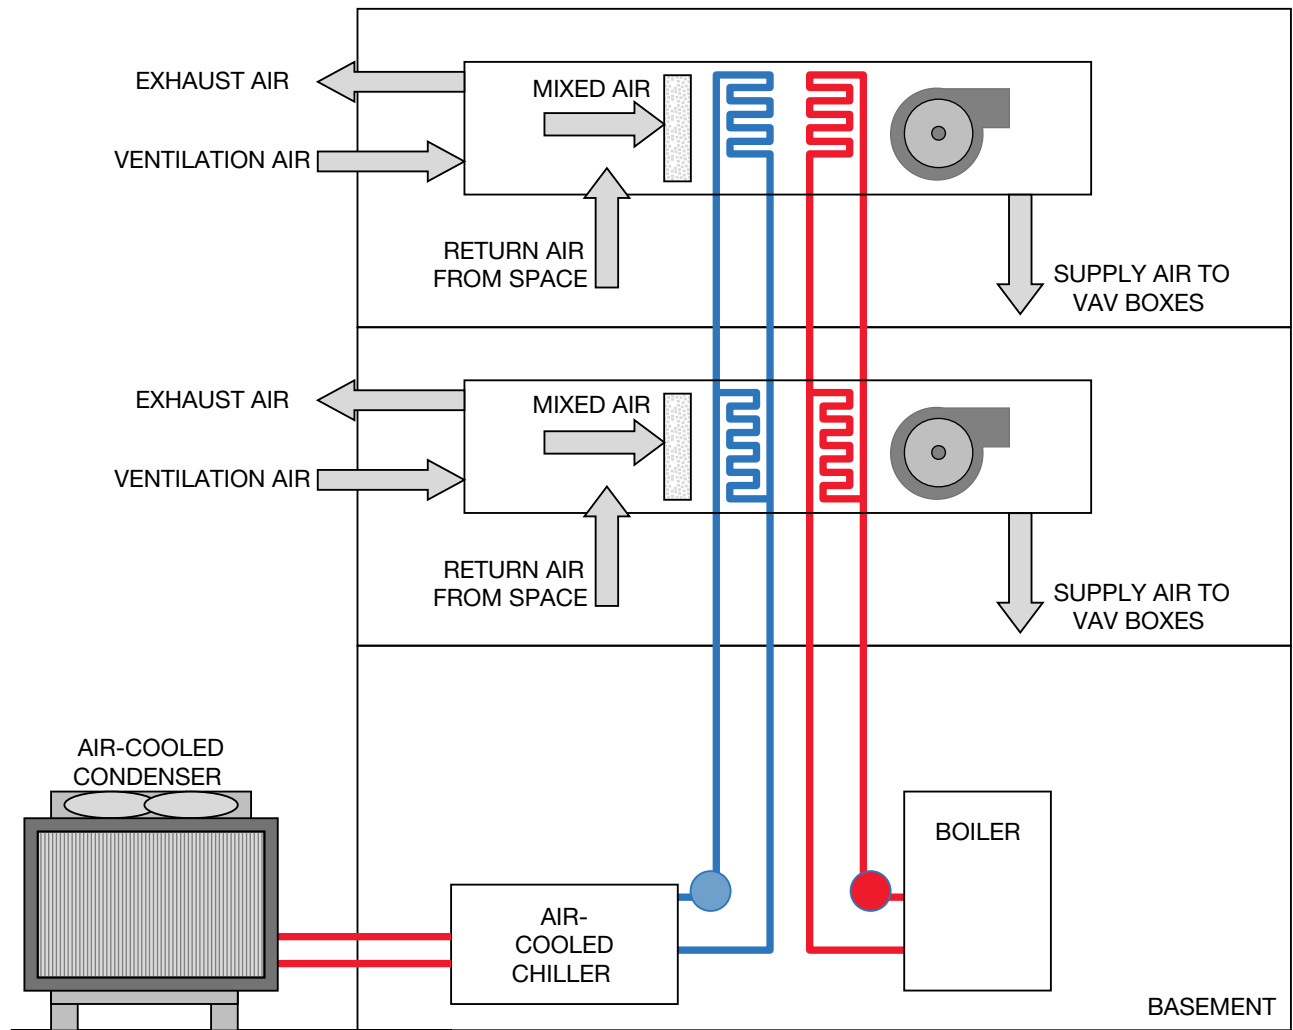 EXHAUST AIR
MIXED AIR
VENTILATION AIR
RETURN AIR
FROM SPACE
SUPPLY AIR TO
VAV BOXES
EXHAUST AIR
MIXED AIR
VENTILATION AIR
RETURN AIR
FROM SPACE
SUPPLY AIR TO
VAV BOXES
AIR-COOLED
CONDENSER
BOILER
AIR-
COOLED
CHILLER
BASEMENT